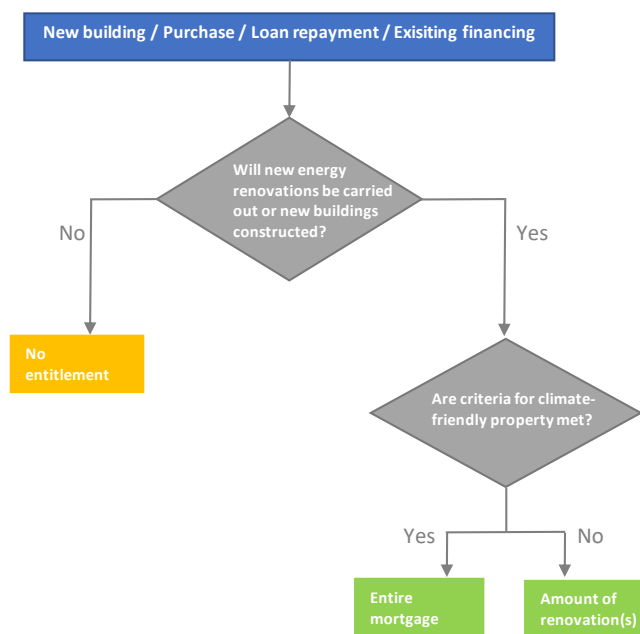 New building / Purchase / Loan repayment / Exisiting financing
Will new energy
renovations be carried
out or new buildings
constructed?
No
Yes
No
entitlement
Are criteria for climate-
friendly property met?
Yes
No
Entire
mortgage
Amount of
renovation(s)